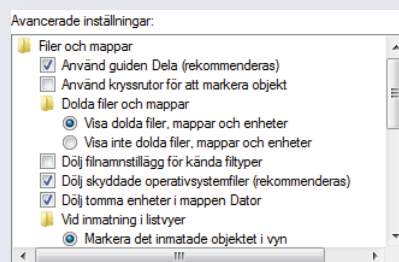 Avancerade inställningar:
Filer och mappar
Använd guiden Dela (rekommenderas)
Använd kryssrutor för att markera objekt
Dolda filer och mappar
Visa dolda filer, mappar och enheter
Visa inte dolda filer, mappar och enheter
Dölj filnamnstillägg för kända filtyper
Dölj skyddade operativsystemfiler (rekommenderas)
Dölj tomma enheter i mappen Dator
Vid inmatning i listvyer
Markera det inmatade objektet i vyn